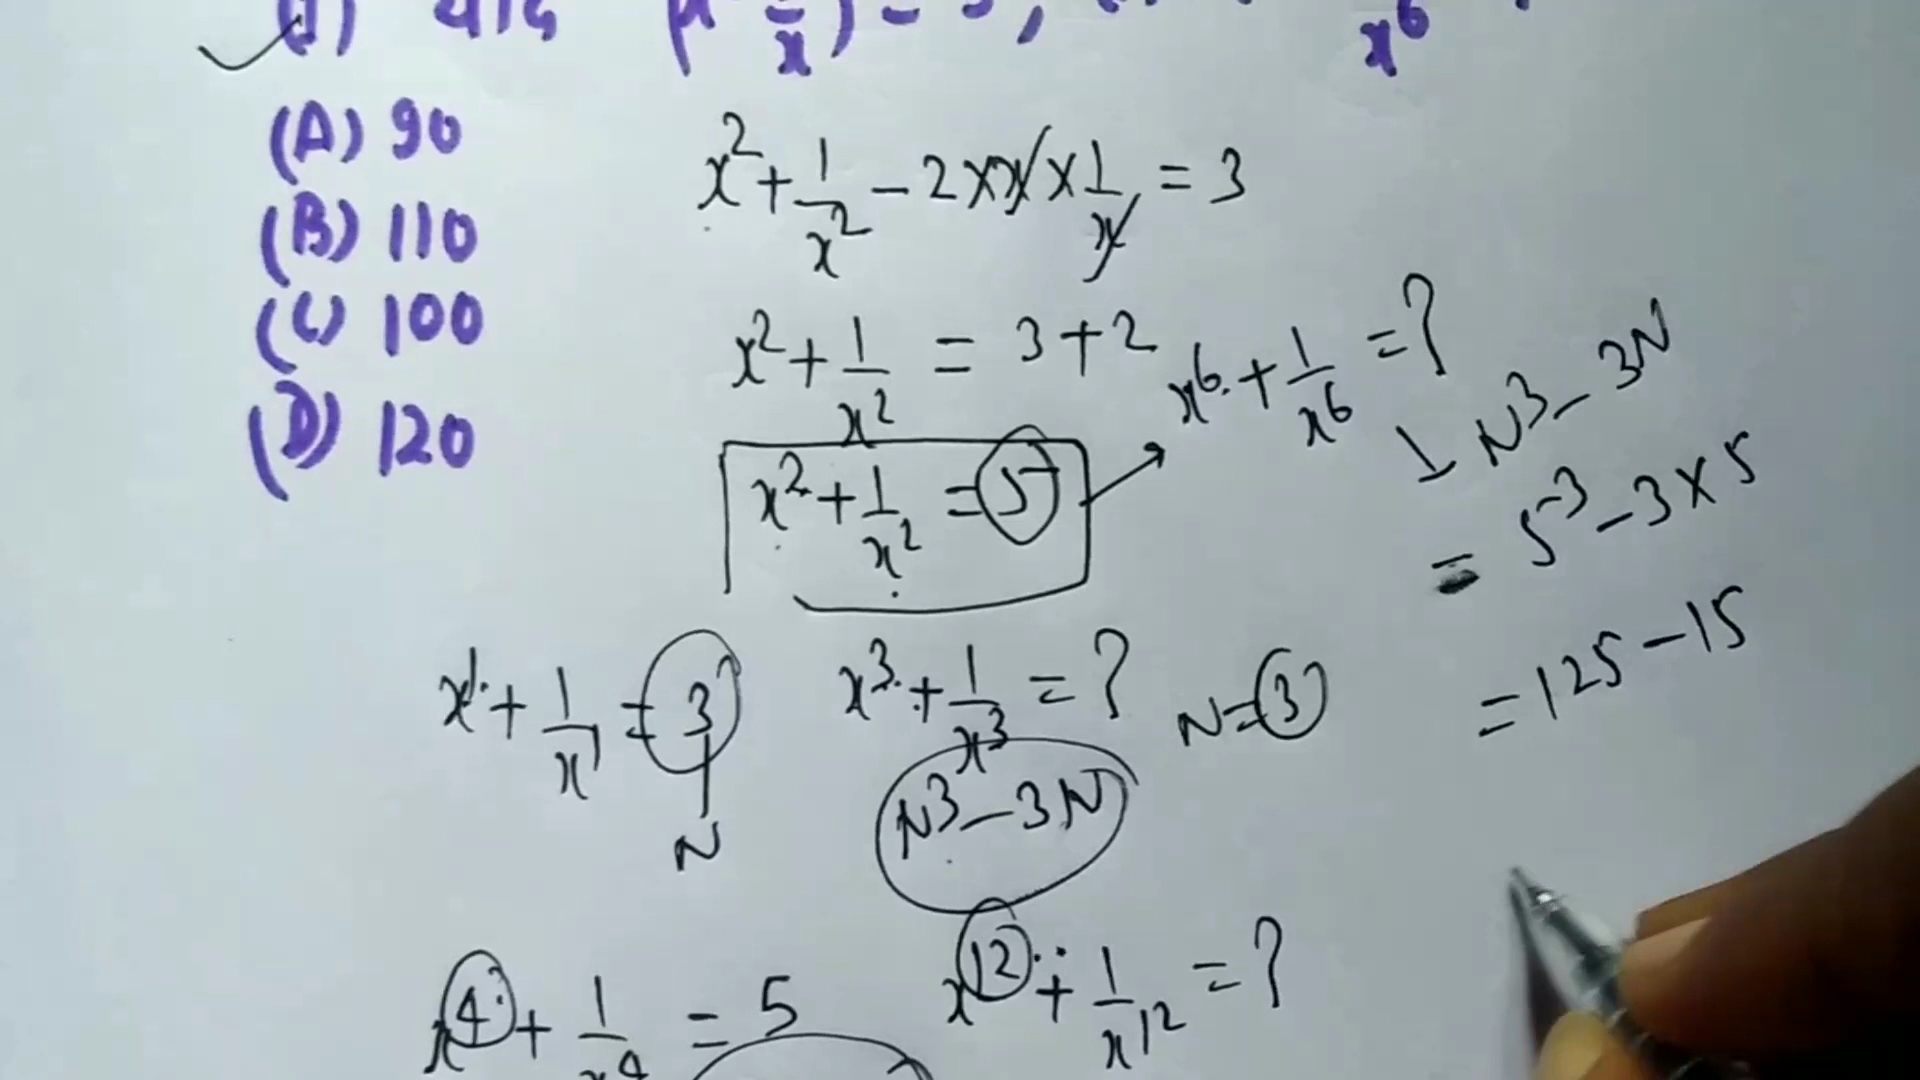 x⁶
(A) 90
(B) 110
(C) 100
(D) 120
x² + 1/x² - 2 × x × 1/x = 3
x² + 1/x² = 3+2
x² + 1/x² = 5
x⁶ + 1/x⁶ = ?
N³ - 3N
= 5³ - 3 × 5
= 125 - 15
x¹ + 1/x¹ = 3
N
x³ + 1/x³ = ?
N = 3
N³ - 3N
x⁴ + 1/x⁴ = 5
x¹² + 1/x¹² = ?